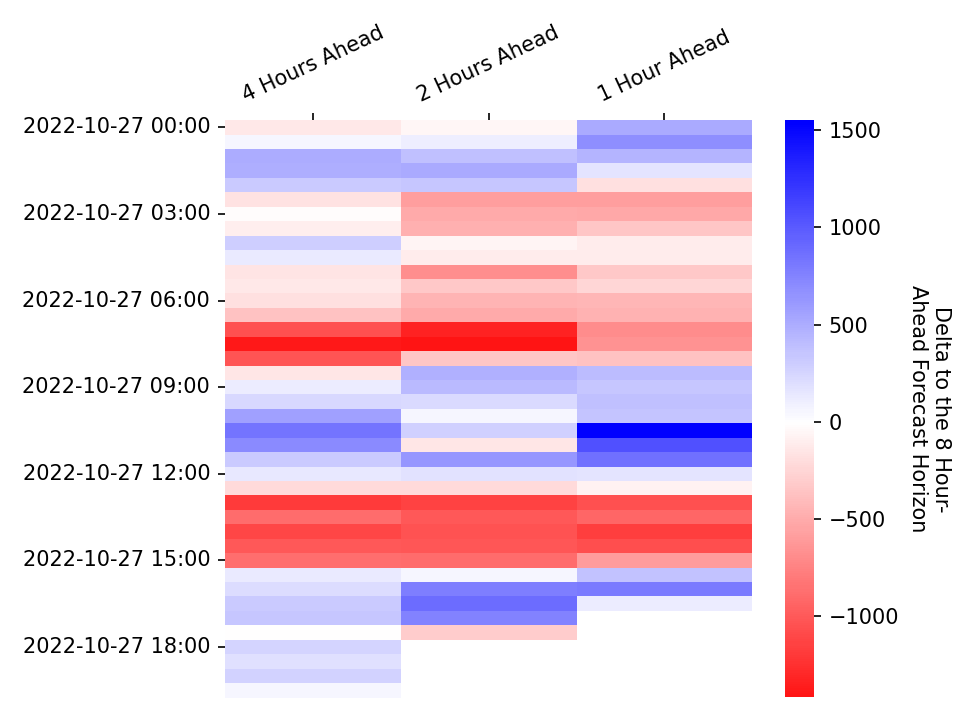 4 Hours Ahead
2 Hours Ahead
1 Hour Ahead
2022-10-27 00:00
2022-10-27 03:00
2022-10-27 06:00
2022-10-27 09:00
2022-10-27 12:00
2022-10-27 15:00
2022-10-27 18:00
1500
1000
500
0
−500
−1000
Delta to the 8 Hour-
Ahead Forecast Horizon